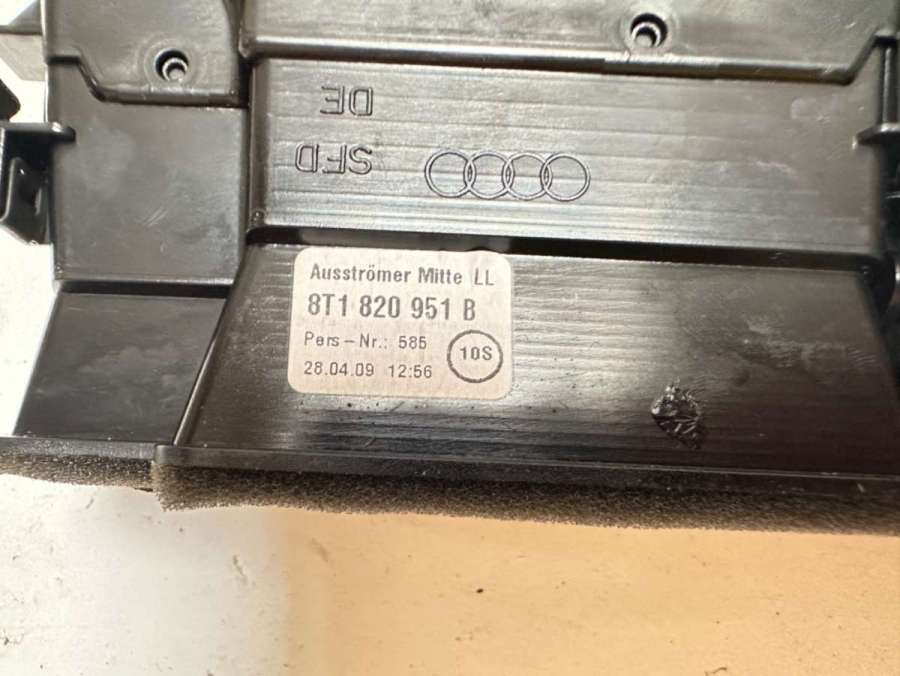 DE
SFD
Ausströmer Mitte LL
8T1 820 951 B
Pers-Nr.: 585
10S
28.04.09 12:56